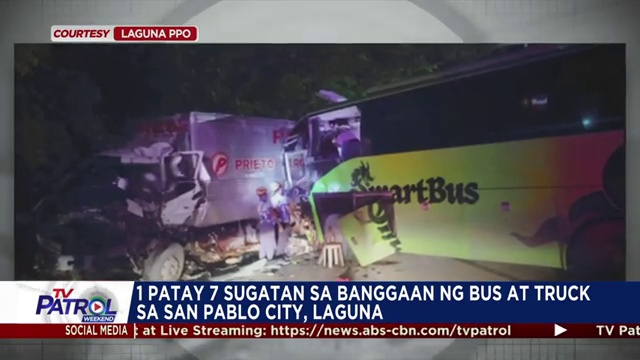 COURTESY LAGUNA PPO
PRIETO
SmartBus
1 PATAY 7 SUGATAN SA BANGGAAN NG BUS AT TRUCK
SA SAN PABLO CITY, LAGUNA
TV
PATROL
WEEKEND
SOCIAL MEDIA : at Live Streaming: https://news.abs-cbn.com/tvpatrol TV Pat